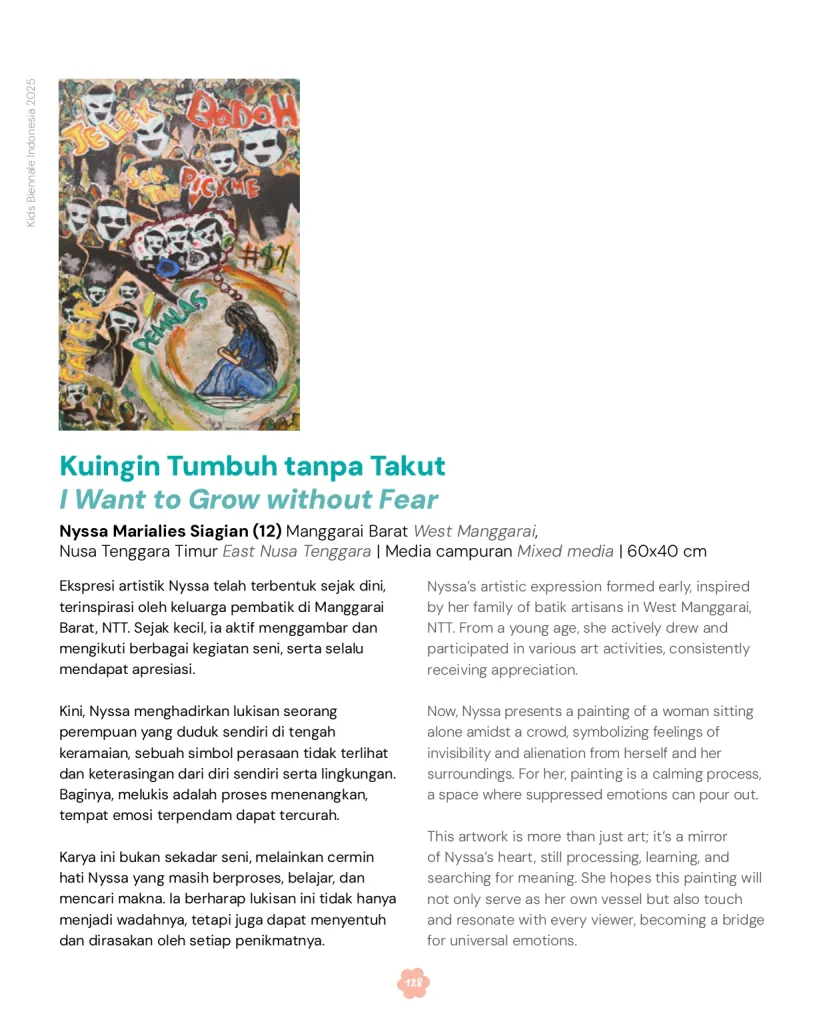 Kids Biennale Indonesia 2025
JELEK
BODOH
SOK
TAU
PICKME
#$?!
CAPER
PEMALAS
Kuingin Tumbuh tanpa Takut
I Want to Grow without Fear
Nyssa Marialies Siagian (12) Manggarai Barat West Manggarai,
Nusa Tenggara Timur East Nusa Tenggara | Media campuran Mixed media | 60x40 cm
Ekspresi artistik Nyssa telah terbentuk sejak dini,
terinspirasi oleh keluarga pembatik di Manggarai
Barat, NTT. Sejak kecil, ia aktif menggambar dan
mengikuti berbagai kegiatan seni, serta selalu
mendapat apresiasi.
Kini, Nyssa menghadirkan lukisan seorang
perempuan yang duduk sendiri di tengah
keramaian, sebuah simbol perasaan tidak terlihat
dan keterasingan dari diri sendiri serta lingkungan.
Baginya, melukis adalah proses menenangkan,
tempat emosi terpendam dapat tercurah.
Karya ini bukan sekadar seni, melainkan cermin
hati Nyssa yang masih berproses, belajar, dan
mencari makna. Ia berharap lukisan ini tidak hanya
menjadi wadahnya, tetapi juga dapat menyentuh
dan dirasakan oleh setiap penikmatnya.
Nyssa's artistic expression formed early, inspired
by her family of batik artisans in West Manggarai,
NTT. From a young age, she actively drew and
participated in various art activities, consistently
receiving appreciation.
Now, Nyssa presents a painting of a woman sitting
alone amidst a crowd, symbolizing feelings of
invisibility and alienation from herself and her
surroundings. For her, painting is a calming process,
a space where suppressed emotions can pour out.
This artwork is more than just art; it's a mirror
of Nyssa's heart, still processing, learning, and
searching for meaning. She hopes this painting will
not only serve as her own vessel but also touch
and resonate with every viewer, becoming a bridge
for universal emotions.
128